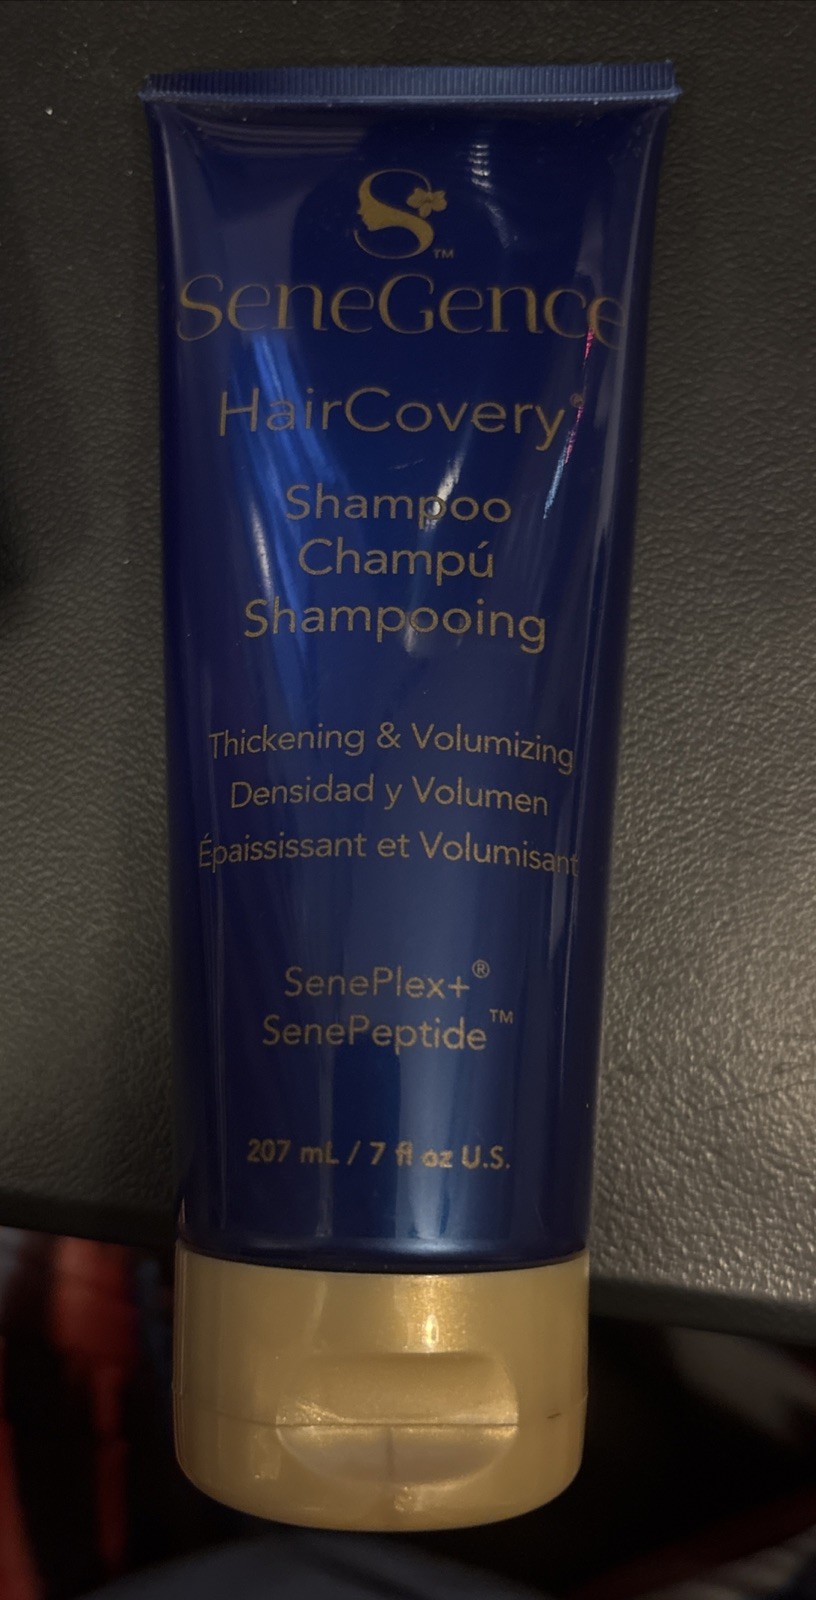 S™
SeneGence
HairCovery®
Shampoo
Champú
Shampooing
Thickening & Volumizing
Densidad y Volumen
Épaississant et Volumisant
SenePlex+®
SenePeptide™
207 mL / 7 fl oz U.S.